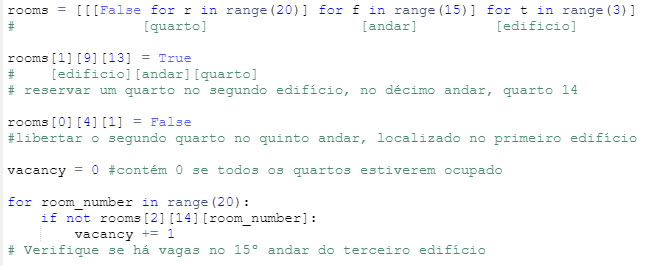 rooms = [[[False for r in range(20)] for f in range(15)] for t in range(3)]
#                [quarto]                    [andar]          [edificio]
rooms[1][9][13] = True
#    [edificio][andar][quarto]
# reservar um quarto no segundo edifício, no décimo andar, quarto 14
rooms[0][4][1] = False
#libertar o segundo quarto no quinto andar, localizado no primeiro edifício
vacancy = 0 #contém 0 se todos os quartos estiverem ocupado
for room_number in range(20):
    if not rooms[2][14][room_number]:
        vacancy += 1
# Verifique se há vagas no 15º andar do terceiro edifício